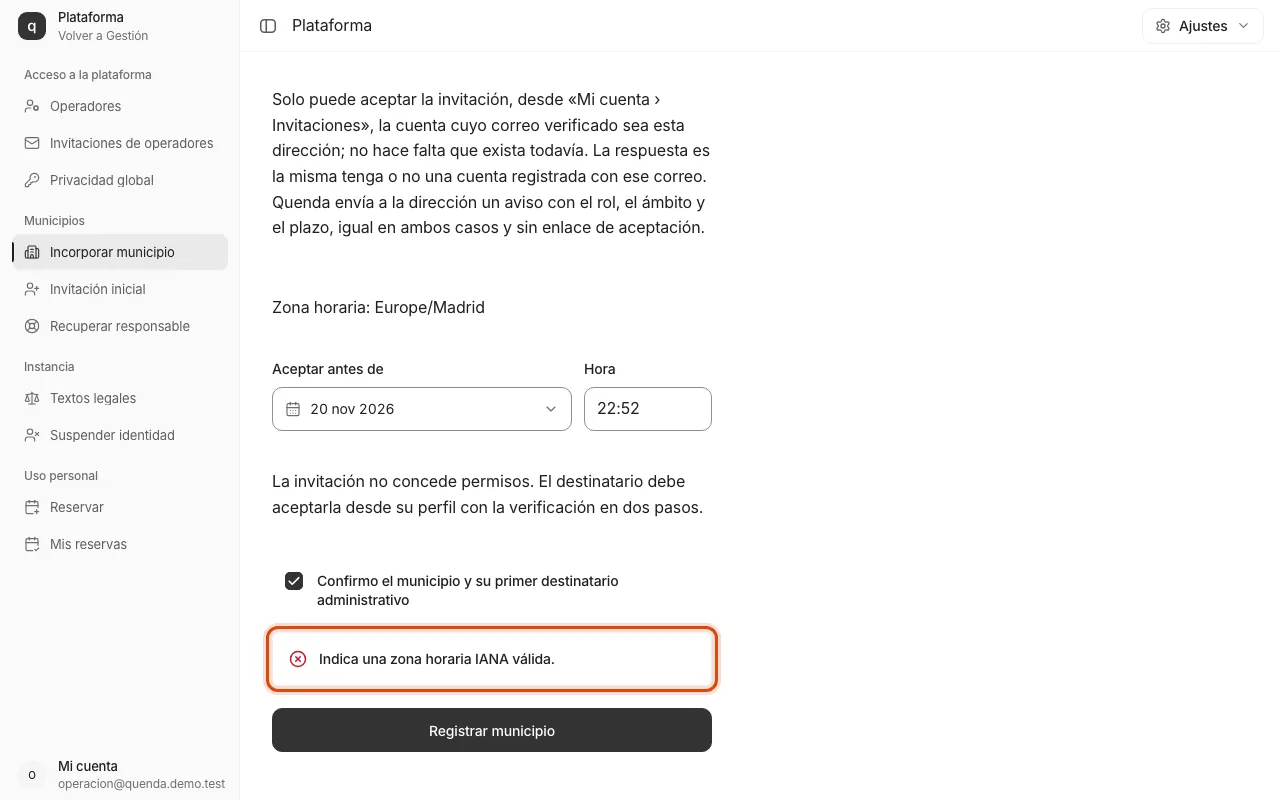 q
Plataforma
Volver a Gestión
Acceso a la plataforma
Operadores
Invitaciones de operadores
Privacidad global
Municipios
Incorporar municipio
Invitación inicial
Recuperar responsable
Instancia
Textos legales
Suspender identidad
Uso personal
Reservar
Mis reservas
o
Mi cuenta
operacion@quenda.demo.test
Plataforma
Ajustes
Solo puede aceptar la invitación, desde «Mi cuenta ›
Invitaciones», la cuenta cuyo correo verificado sea esta
dirección; no hace falta que exista todavía. La respuesta es
la misma tenga o no una cuenta registrada con ese correo.
Quenda envía a la dirección un aviso con el rol, el ámbito y
el plazo, igual en ambos casos y sin enlace de aceptación.
Zona horaria: Europe/Madrid
Aceptar antes de
Hora
20 nov 2026
22:52
La invitación no concede permisos. El destinatario debe
aceptarla desde su perfil con la verificación en dos pasos.
Confirmo el municipio y su primer destinatario
administrativo
Indica una zona horaria IANA válida.
Registrar municipio